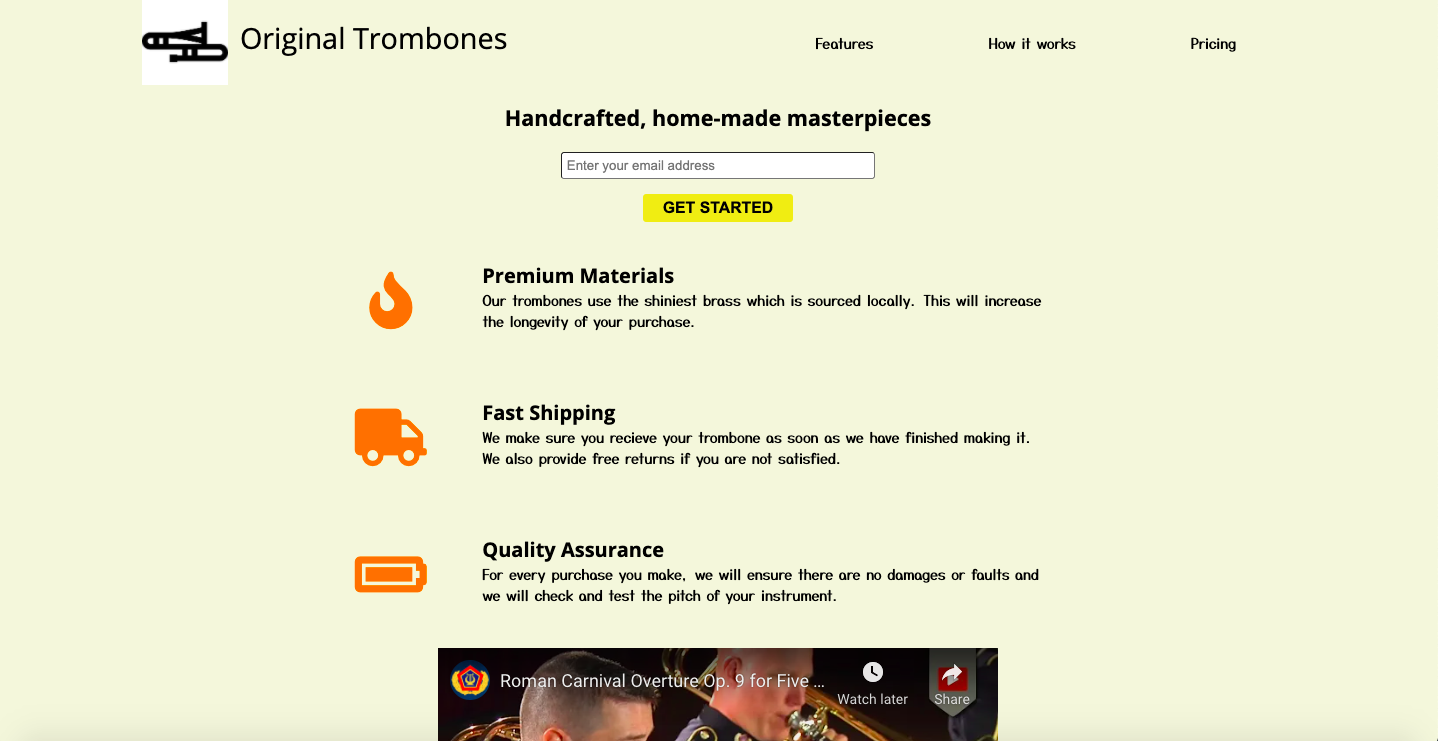 Original Trombones
Features
How it works
Pricing
Handcrafted, home-made masterpieces
Enter your email address
GET STARTED
Premium Materials
Our trombones use the shiniest brass which is sourced locally. This will increase
the longevity of your purchase.
Fast Shipping
We make sure you recieve your trombone as soon as we have finished making it.
We also provide free returns if you are not satisfied.
Quality Assurance
For every purchase you make, we will ensure there are no damages or faults and
we will check and test the pitch of your instrument.
Roman Carnival Overture Op. 9 for Five ...
Watch later
Share